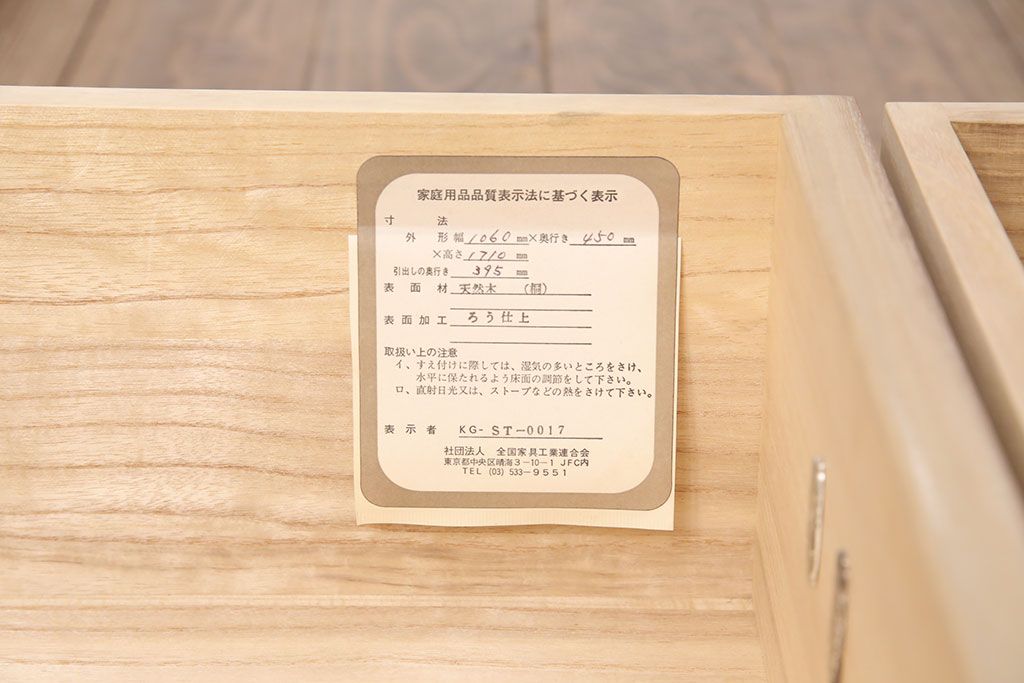 家庭用品品質表示法に基づく表示
寸 法
外 形 幅 1060 mm×奥行き 450 mm
×高さ 1710 mm
引出しの奥行き 395 mm
表 面 材 天然木 (桐)
表 面 加 工 ろう仕上
取扱い上の注意
イ、すえ付けに際しては、湿気の多いところをさけ、
水平に保たれるよう床面の調節をして下さい。
ロ、直射日光又は、ストーブなどの熱をさけて下さい。
表 示 者 KG-ST-0017
社団法人 全国家具工業連合会
東京都中央区晴海3-10-1 JFC内
TEL (03) 533-9551